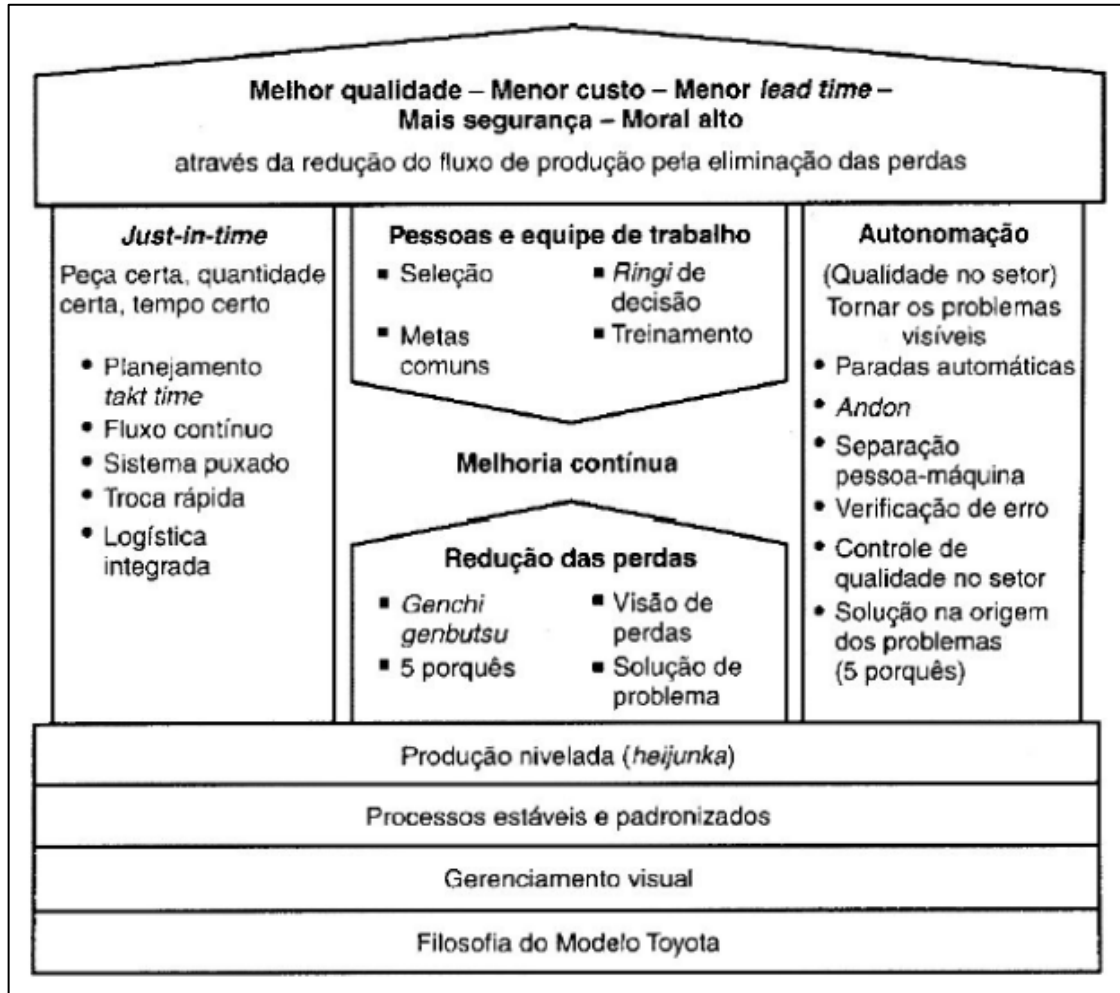 Melhor qualidade – Menor custo – Menor lead time –
Mais segurança – Moral alto
através da redução do fluxo de produção pela eliminação das perdas
Just-in-time
Peça certa, quantidade
certa, tempo certo
• Planejamento
takt time
• Fluxo contínuo
• Sistema puxado
• Troca rápida
• Logística
integrada
Pessoas e equipe de trabalho
▪ Seleção
▪ Metas
comuns
▪ Ringi de
decisão
▪ Treinamento
Melhoria contínua
Redução das perdas
▪ Genchi
genbutsu
▪ 5 porquês
▪ Visão de
perdas
▪ Solução de
problema
Autonomação
(Qualidade no setor)
Tornar os problemas
visíveis
• Paradas automáticas
• Andon
• Separação
pessoa-máquina
• Verificação de erro
• Controle de
qualidade no setor
• Solução na origem
dos problemas
(5 porquês)
Produção nivelada (heijunka)
Processos estáveis e padronizados
Gerenciamento visual
Filosofia do Modelo Toyota